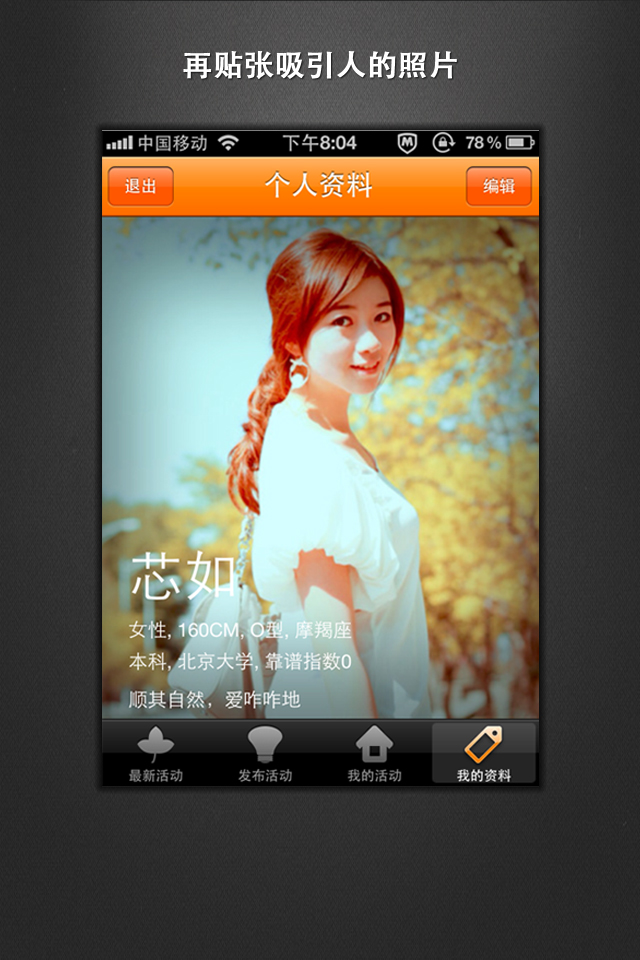 再贴张吸引人的照片
中国移动 下午8:04 78%
退出 个人资料 编辑
芯如
女性, 160CM, O型, 摩羯座
本科, 北京大学, 靠谱指数0
顺其自然，爱咋咋地
最新活动 发布活动 我的活动 我的资料